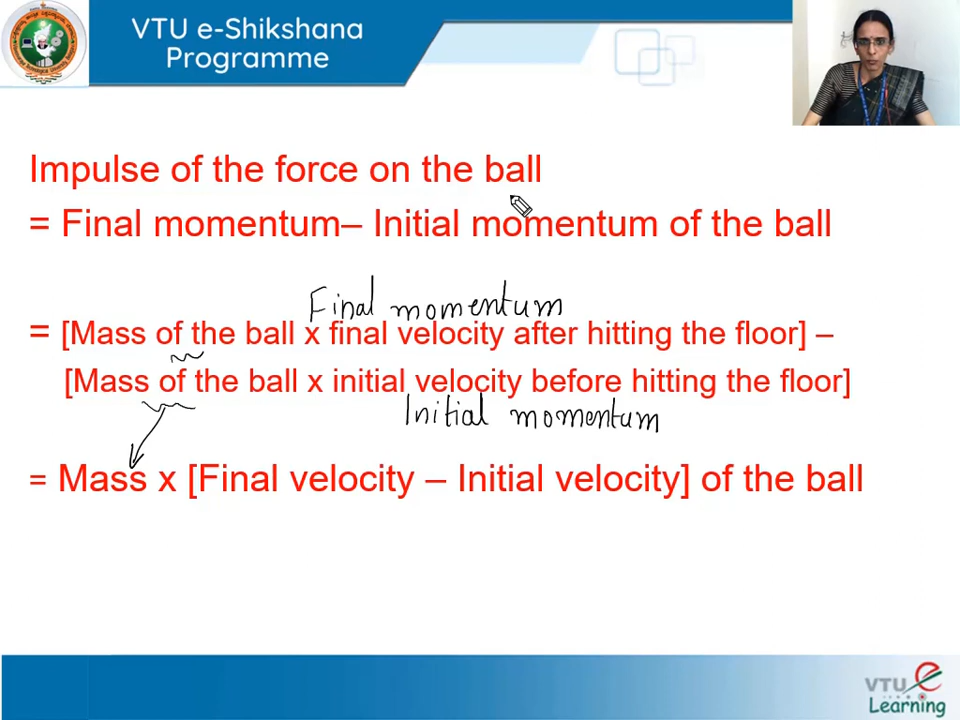 VTU e-Shikshana
Programme
Impulse of the force on the ball
= Final momentum– Initial momentum of the ball
Final momentum
= [Mass of the ball x final velocity after hitting the floor] –
[Mass of the ball x initial velocity before hitting the floor]
Initial momentum
= Mass x [Final velocity – Initial velocity] of the ball
VTU e
Learning